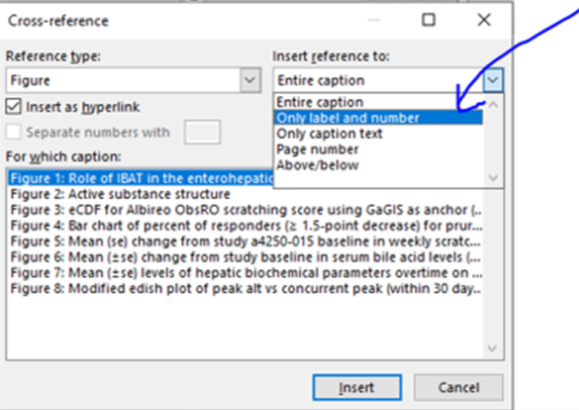 Cross-reference
Reference type:
Insert reference to:
Figure
Entire caption
Insert as hyperlink
Entire caption
Only label and number
Separate numbers with
Only caption text
Page number
For which caption:
Above/below
Figure 1: Role of IBAT in the enterohepatic
Figure 2: Active substance structure
Figure 3: eCDF for Albireo ObsRO scratching score using GaGIS as anchor (..
Figure 4: Bar chart of percent of responders (≥ 1.5-point decrease) for prur...
Figure 5: Mean (se) change from study a4250-015 baseline in weekly scratc...
Figure 6: Mean (±se) change from study baseline in serum bile acid levels (...
Figure 7: Mean (±se) levels of hepatic biochemical parameters overtime on ...
Figure 8: Modified edish plot of peak alt vs concurrent peak (within 30 day...
Insert
Cancel